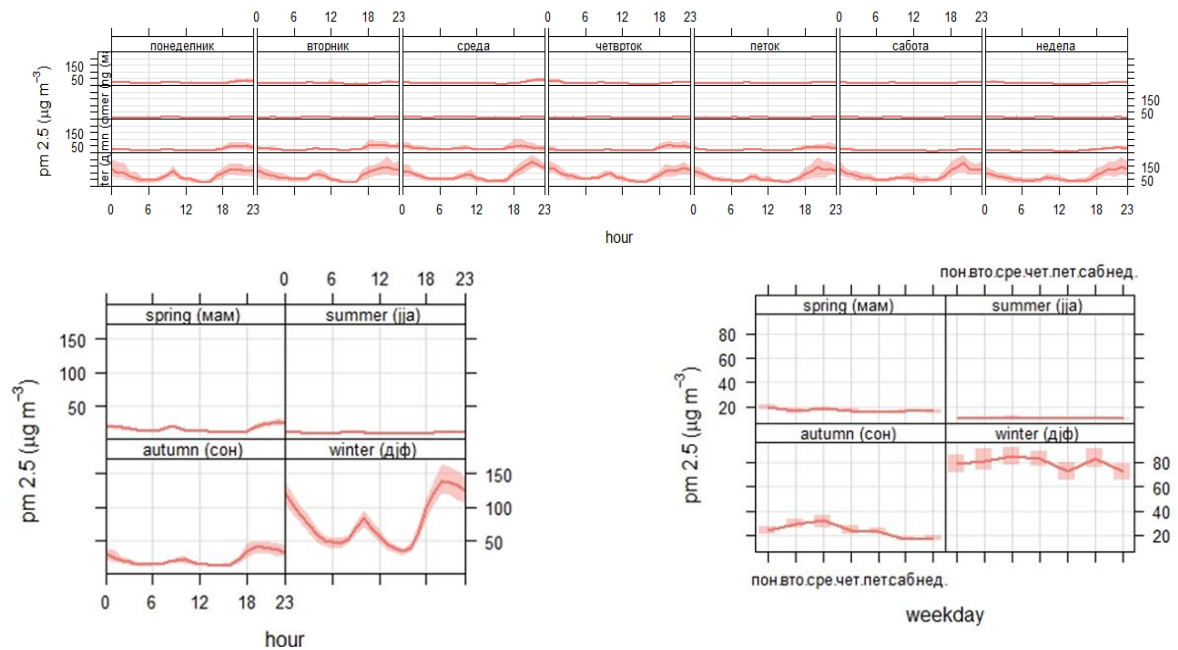 0 6 12 18 23 0 6 12 18 23 0 6 12 18 23
понеделник вторник среда четврток петок сабота недела
pm 2.5 (µg m−3)
150
50
150
50
150
50
150
50
0 6 12 18 23 0 6 12 18 23 0 6 12 18 23 0 6 12 18 23
hour
0 6 12 18 23
spring (мам) summer (јја)
150
100
50
pm 2.5 (µg m−3)
autumn (сон) winter (дјф)
150
100
50
0 6 12 18 23
hour
пон.вто.сре.чет.пет.сабнед.
spring (мам) summer (јја)
80
60
40
20
pm 2.5 (µg m−3)
autumn (сон) winter (дјф)
80
60
40
20
пон.вто.сре.чет.петсабнед.
weekday